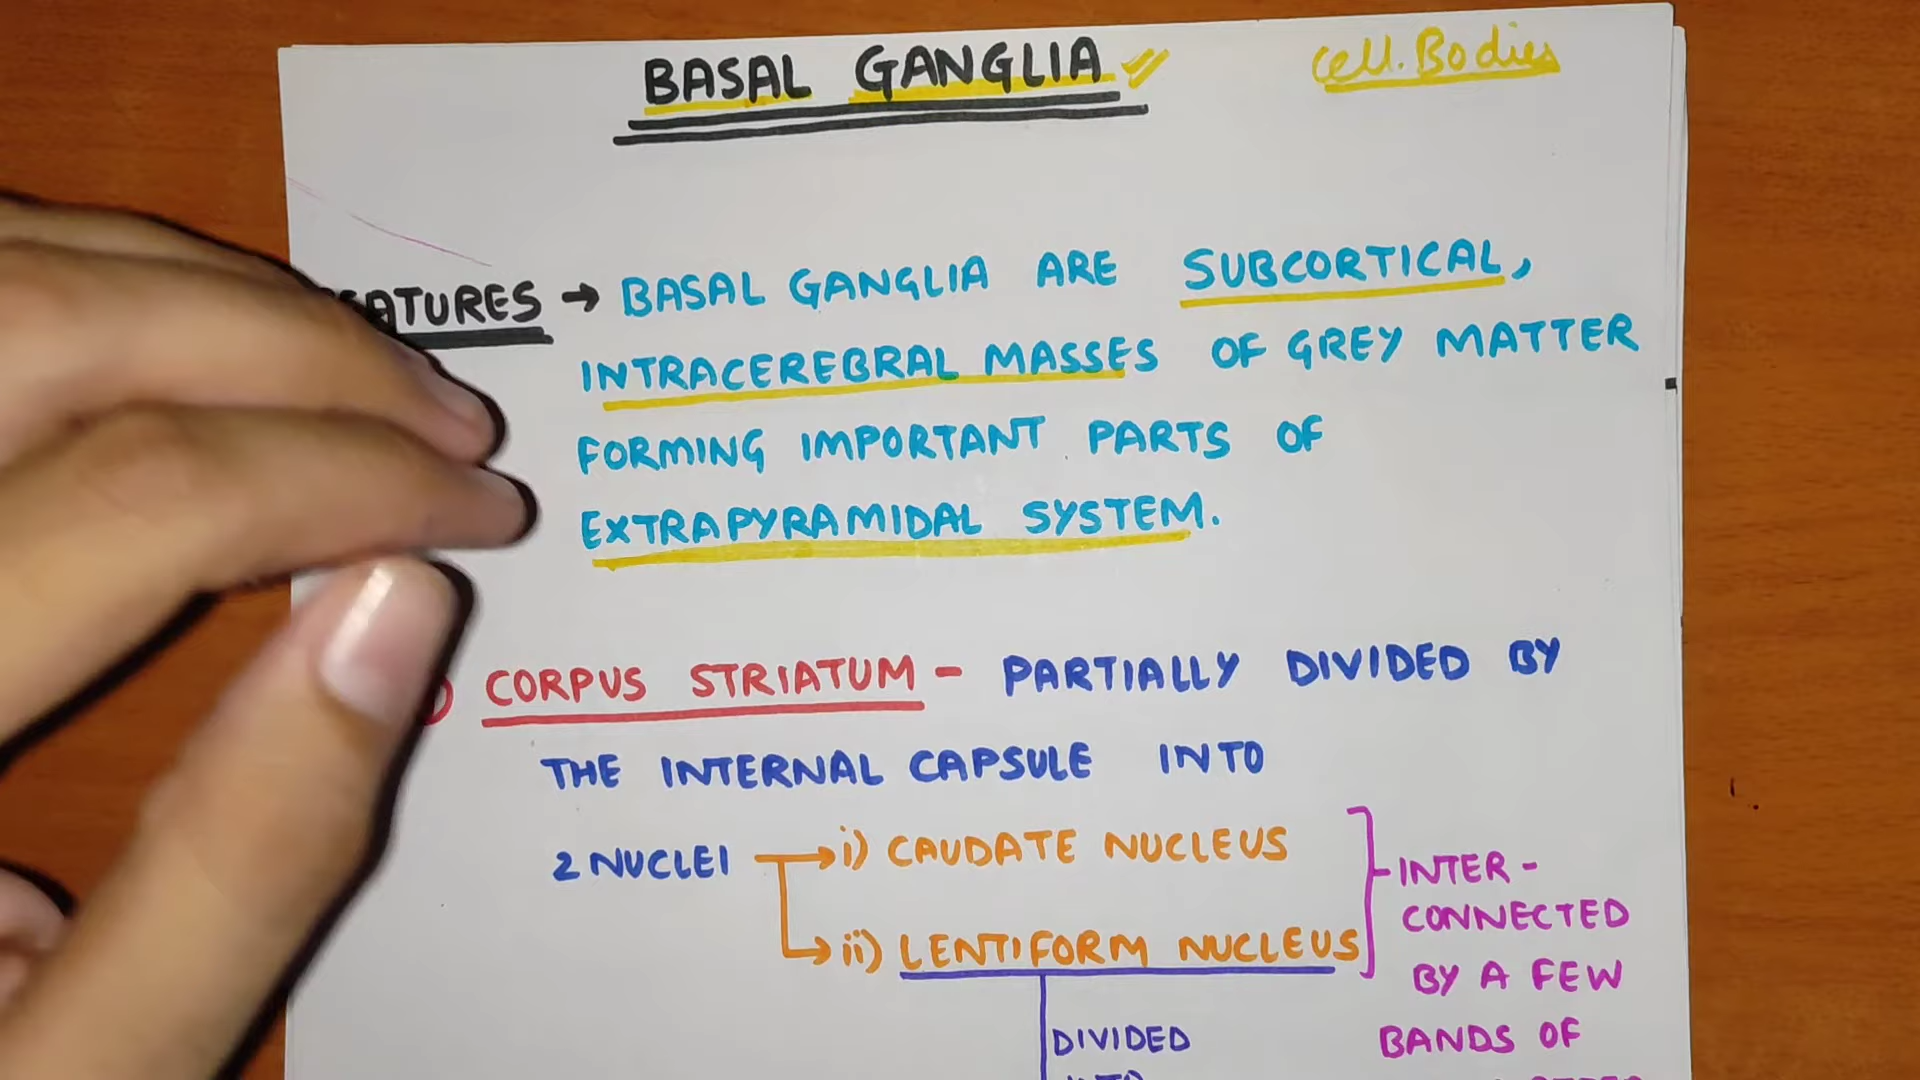 BASAL GANGLIA
Cell. Bodies
FEATURES → BASAL GANGLIA ARE SUBCORTICAL,
INTRACEREBRAL MASSES OF GREY MATTER
FORMING IMPORTANT PARTS OF
EXTRAPYRAMIDAL SYSTEM.
CORPUS STRIATUM - PARTIALLY DIVIDED BY
THE INTERNAL CAPSULE INTO
2 NUCLEI → i) CAUDATE NUCLEUS
→ ii) LENTIFORM NUCLEUS
INTER-
CONNECTED
BY A FEW
BANDS OF
DIVIDED